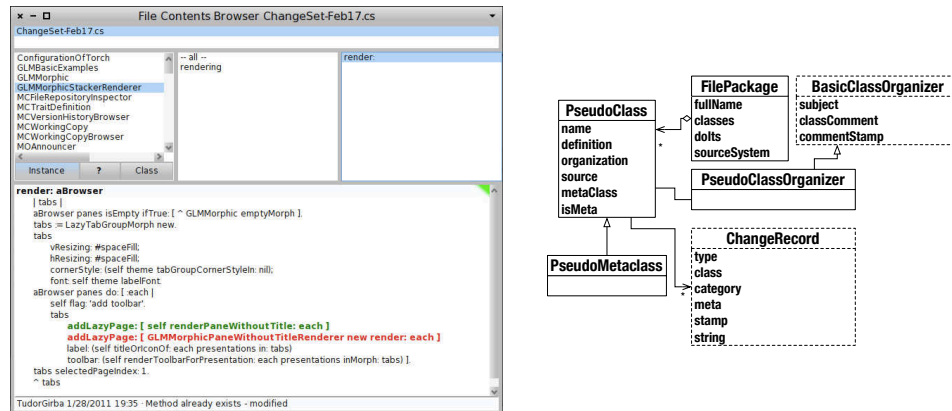 File Contents Browser ChangeSet-Feb17.cs
ChangeSet-Feb17.cs
ConfigurationOfTorch
GLMBasicExamples
GLMMorphic
GLMMorphicStackerRenderer
MCFileRepositoryInspector
MCTraitDefinition
MCVersionHistoryBrowser
MCWorkingCopy
MCWorkingCopyBrowser
MOAnnouncer
-- all --
rendering
render:
Instance ? Class
render: aBrowser
| tabs |
aBrowser panes isEmpty ifTrue: [ ^ GLMMorphic emptyMorph ].
tabs := LazyTabGroupMorph new.
tabs
vResizing: #spaceFill;
hResizing: #spaceFill;
cornerStyle: (self theme tabGroupCornerStyleIn: nil);
font: self theme labelFont.
aBrowser panes do: [ :each |
self flag: 'add toolbar'.
tabs
addLazyPage: [ self renderPaneWithoutTitle: each ]
addLazyPage: [ GLMMorphicPaneWithoutTitleRenderer new render: each ]
label: (self titleOrIconOf: each presentations in: tabs)
toolbar: (self renderToolbarForPresentation: each presentations inMorph: tabs) ].
tabs selectedPageIndex: 1.
^ tabs
TudorGirba 1/28/2011 19:35 · Method already exists - modified
PseudoClass
name
definition
organization
source
metaClass
isMeta
FilePackage
fullName
classes
doIts
sourceSystem
BasicClassOrganizer
subject
classComment
commentStamp
*
PseudoClassOrganizer
PseudoMetaclass
ChangeRecord
type
class
category
meta
stamp
string
*